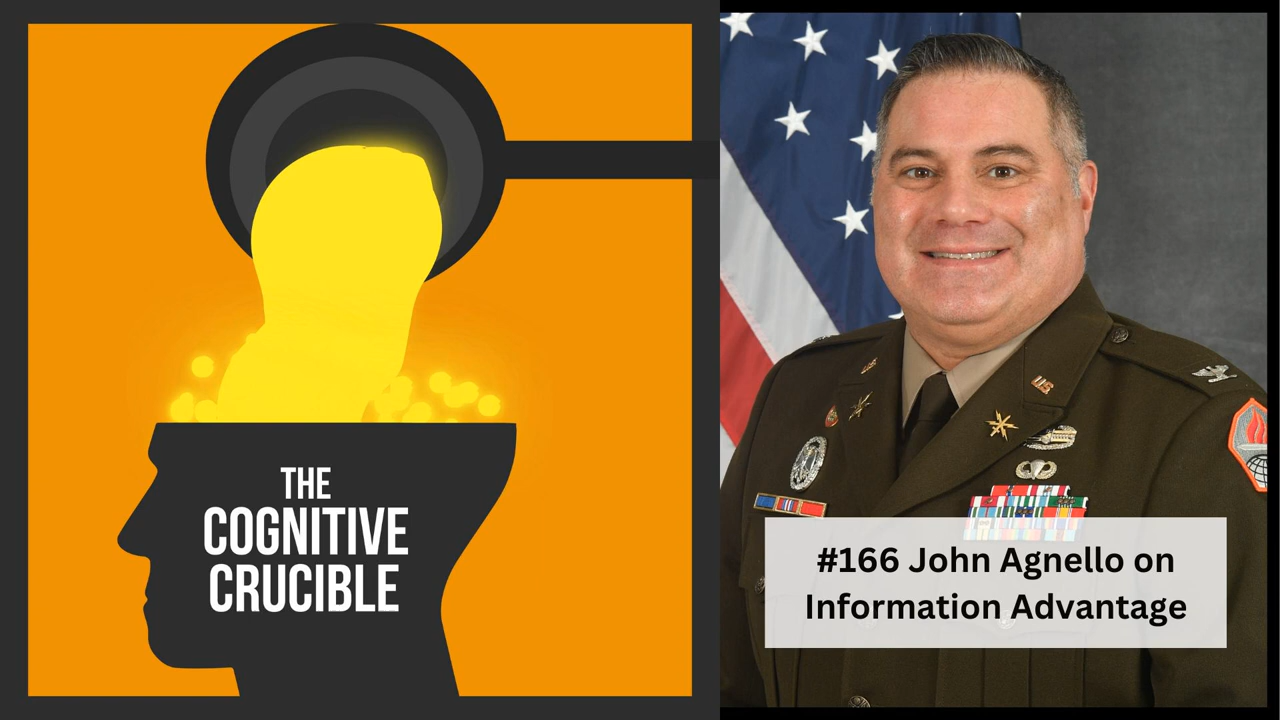 THE
COGNITIVE
CRUCIBLE
#166 John Agnello on
Information Advantage